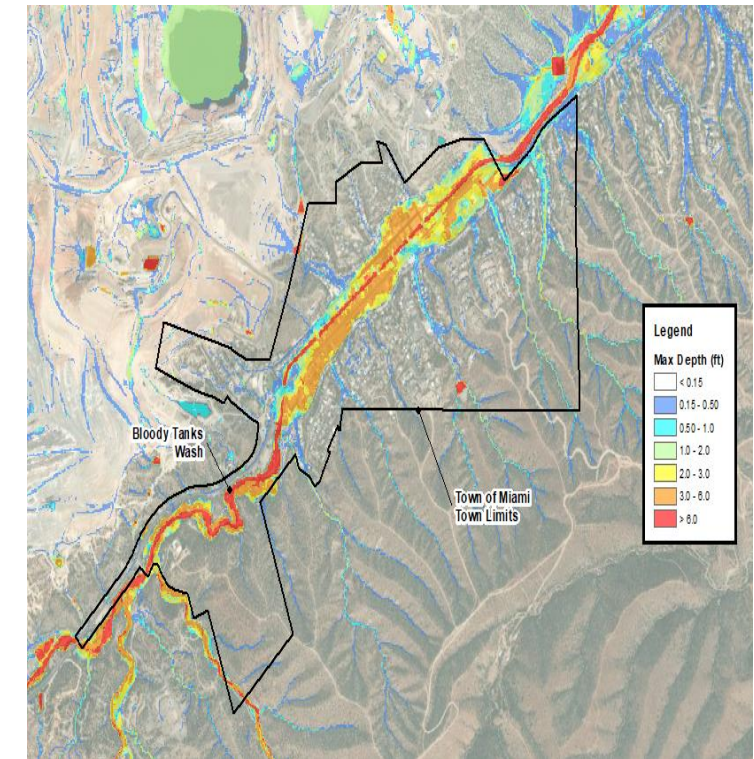 Legend
Max Depth (ft)
< 0.15
0.15 - 0.50
0.50 - 1.0
1.0 - 2.0
2.0 - 3.0
3.0 - 6.0
> 6.0
Bloody Tanks
Wash
Town of Miami
Town Limits